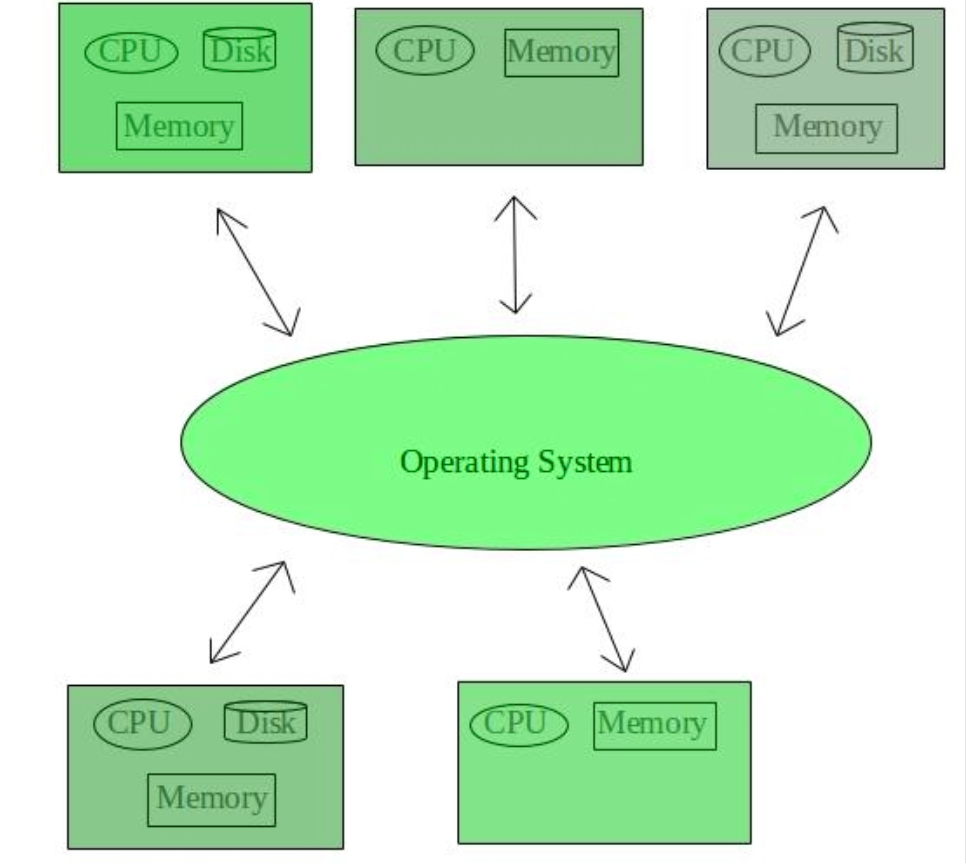 CPU Disk
Memory
CPU Memory
CPU Disk
Memory
Operating System
CPU Disk
Memory
CPU Memory